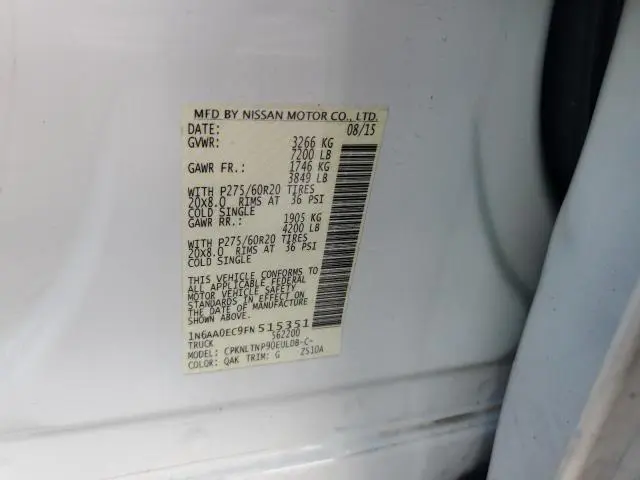 MFD BY NISSAN MOTOR CO., LTD.
DATE: 08/15
GVWR: 3266 KG
7200 LB
GAWR FR.: 1746 KG
3849 LB
WITH P275/60R20 TIRES
20X8.0 RIMS AT 36 PSI
COLD SINGLE
GAWR RR.: 1905 KG
4200 LB
WITH P275/60R20 TIRES
20X8.0 RIMS AT 36 PSI
COLD SINGLE
THIS VEHICLE CONFORMS TO
ALL APPLICABLE FEDERAL
MOTOR VEHICLE SAFETY
STANDARDS IN EFFECT ON
THE DATE OF MANUFACTURE
SHOWN ABOVE.
1N6AA0EC9FN515351
TRUCK 562200
MODEL: CPKNLTNP90EULDB-C-
COLOR: QAK TRIM: G ZS10A